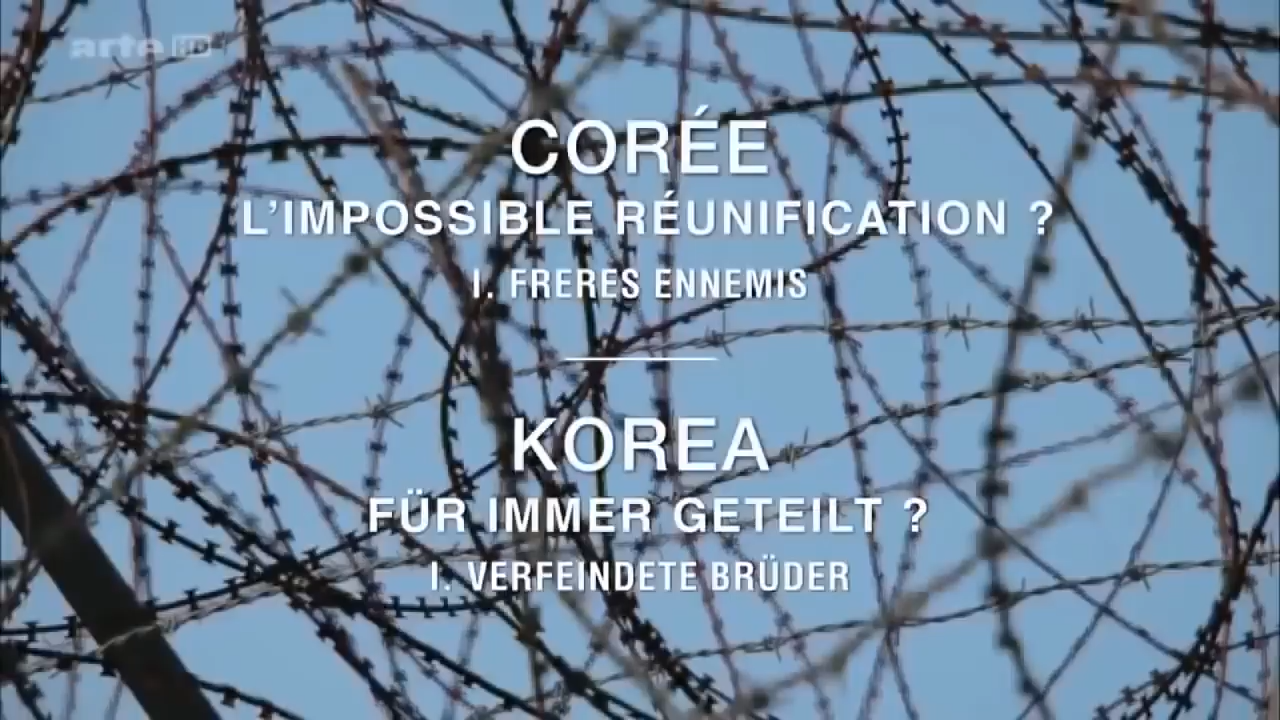 arte HD
CORÉE
L'IMPOSSIBLE RÉUNIFICATION ?
I. FRERES ENNEMIS
KOREA
FÜR IMMER GETEILT ?
I. VERFEINDETE BRÜDER